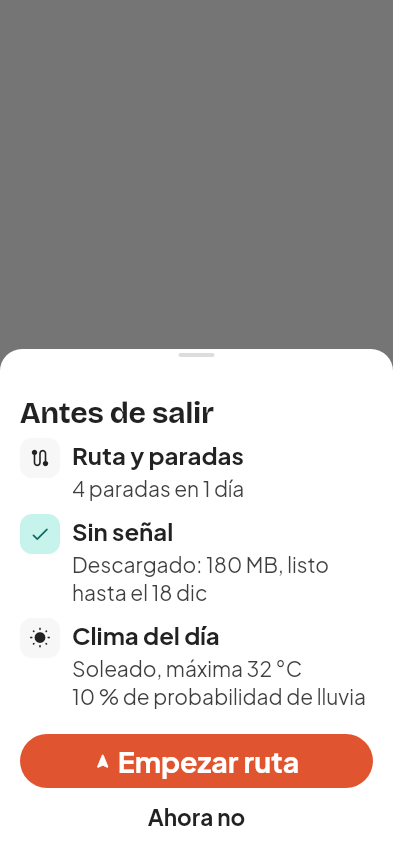 Antes de salir
Ruta y paradas
4 paradas en 1 día
Sin señal
Descargado: 180 MB, listo
hasta el 18 dic
Clima del día
Soleado, máxima 32 °C
10 % de probabilidad de lluvia
Empezar ruta
Ahora no